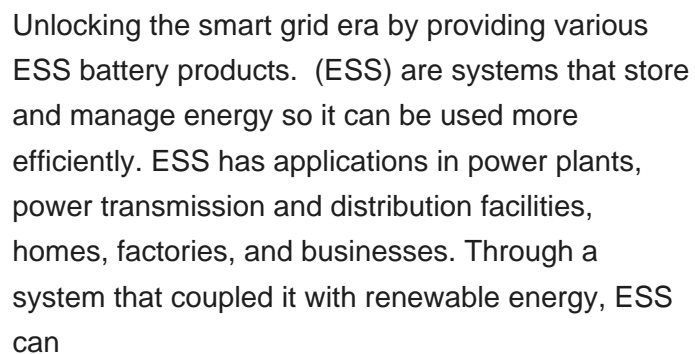 Unlocking the smart grid era by providing various
ESS battery products.  (ESS) are systems that store
and manage energy so it can be used more
efficiently. ESS has applications in power plants,
power transmission and distribution facilities,
homes, factories, and businesses. Through a
system that coupled it with renewable energy, ESS
can